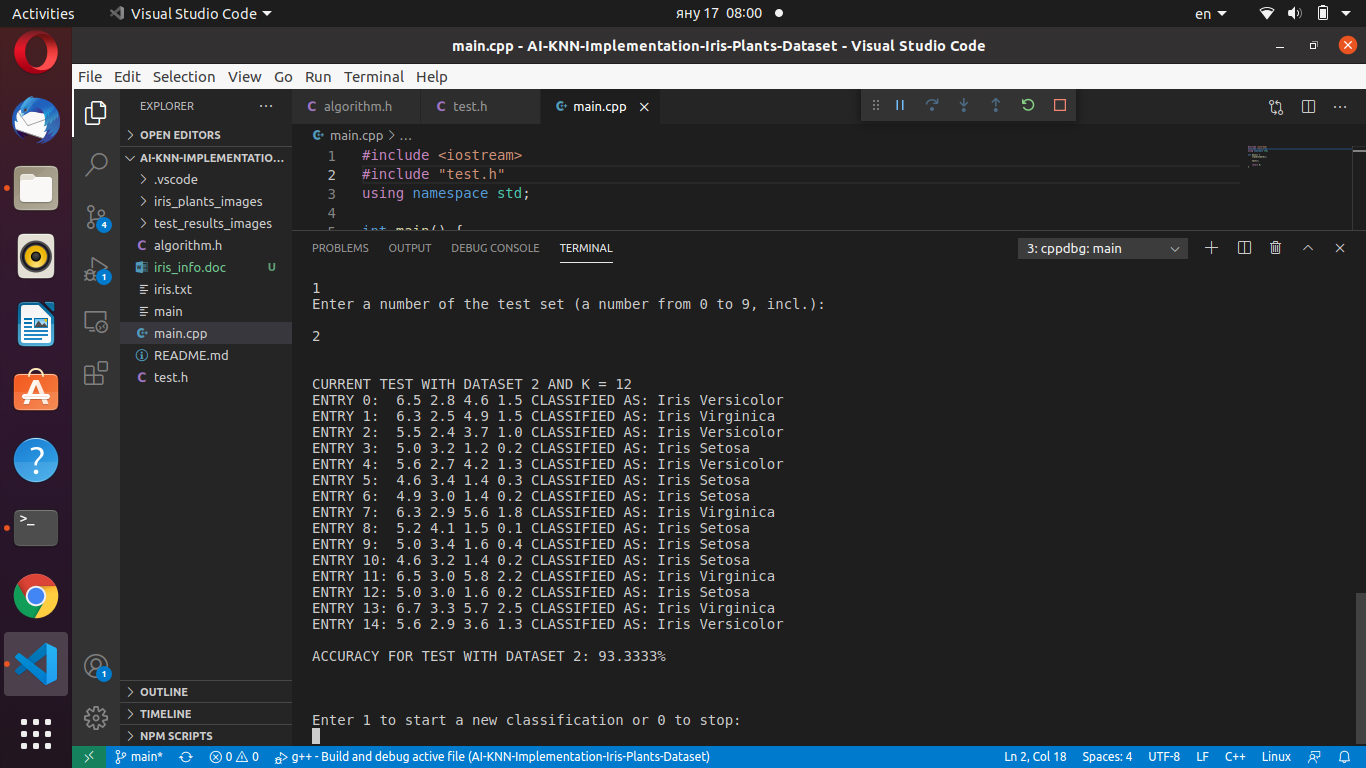 Activities
Visual Studio Code
яну 17 08:00
en
main.cpp - AI-KNN-Implementation-Iris-Plants-Dataset - Visual Studio Code
File Edit Selection View Go Run Terminal Help
EXPLORER
OPEN EDITORS
AI-KNN-IMPLEMENTATIO...
.vscode
iris_plants_images
test_results_images
algorithm.h
iris_info.doc U
iris.txt
main
main.cpp
README.md
test.h
OUTLINE
TIMELINE
NPM SCRIPTS
4
1
1
algorithm.h
test.h
main.cpp
main.cpp > ...
1 #include <iostream>
2 #include "test.h"
3 using namespace std;
4
5 int main() {
PROBLEMS OUTPUT DEBUG CONSOLE TERMINAL
3: cppdbg: main
1
Enter a number of the test set (a number from 0 to 9, incl.):
2
CURRENT TEST WITH DATASET 2 AND K = 12
ENTRY 0: 6.5 2.8 4.6 1.5 CLASSIFIED AS: Iris Versicolor
ENTRY 1: 6.3 2.5 4.9 1.5 CLASSIFIED AS: Iris Virginica
ENTRY 2: 5.5 2.4 3.7 1.0 CLASSIFIED AS: Iris Versicolor
ENTRY 3: 5.0 3.2 1.2 0.2 CLASSIFIED AS: Iris Setosa
ENTRY 4: 5.6 2.7 4.2 1.3 CLASSIFIED AS: Iris Versicolor
ENTRY 5: 4.6 3.4 1.4 0.3 CLASSIFIED AS: Iris Setosa
ENTRY 6: 4.9 3.0 1.4 0.2 CLASSIFIED AS: Iris Setosa
ENTRY 7: 6.3 2.9 5.6 1.8 CLASSIFIED AS: Iris Virginica
ENTRY 8: 5.2 4.1 1.5 0.1 CLASSIFIED AS: Iris Setosa
ENTRY 9: 5.0 3.4 1.6 0.4 CLASSIFIED AS: Iris Setosa
ENTRY 10: 4.6 3.2 1.4 0.2 CLASSIFIED AS: Iris Setosa
ENTRY 11: 6.5 3.0 5.8 2.2 CLASSIFIED AS: Iris Virginica
ENTRY 12: 5.0 3.0 1.6 0.2 CLASSIFIED AS: Iris Setosa
ENTRY 13: 6.7 3.3 5.7 2.5 CLASSIFIED AS: Iris Virginica
ENTRY 14: 5.6 2.9 3.6 1.3 CLASSIFIED AS: Iris Versicolor
ACCURACY FOR TEST WITH DATASET 2: 93.3333%
Enter 1 to start a new classification or 0 to stop:
main* 0 0 g++ - Build and debug active file (AI-KNN-Implementation-Iris-Plants-Dataset) Ln 2, Col 18 Spaces: 4 UTF-8 LF C++ Linux